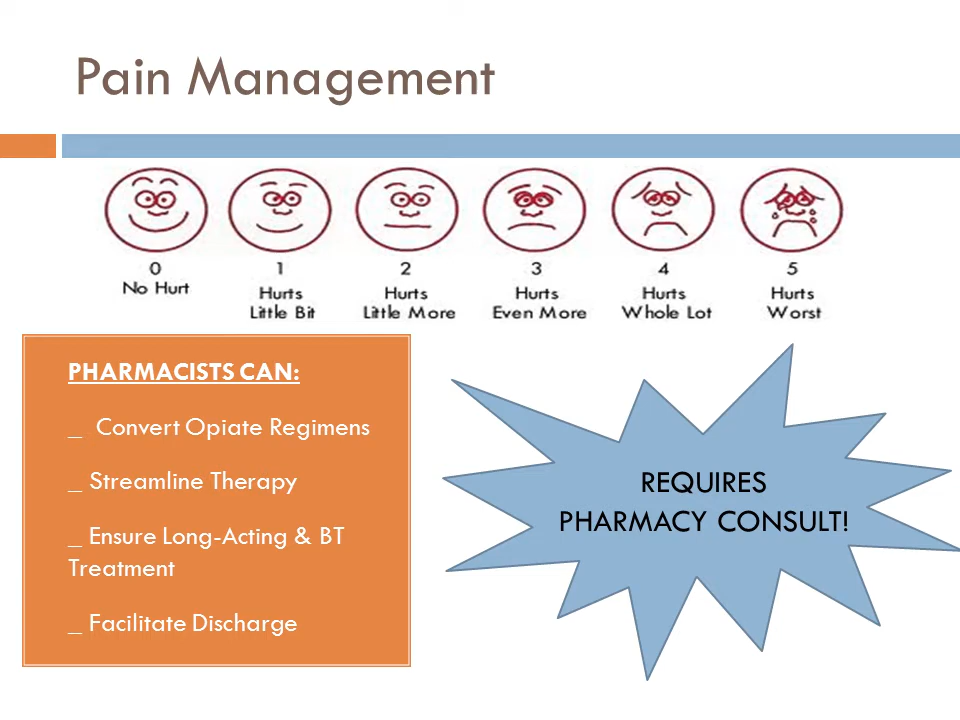 Pain Management
0 1 2 3 4 5
No Hurt Hurts Hurts Hurts Hurts Hurts
Little Bit Little More Even More Whole Lot Worst
PHARMACISTS CAN:
_ Convert Opiate Regimens
_ Streamline Therapy
_ Ensure Long-Acting & BT
Treatment
_ Facilitate Discharge
REQUIRES
PHARMACY CONSULT!